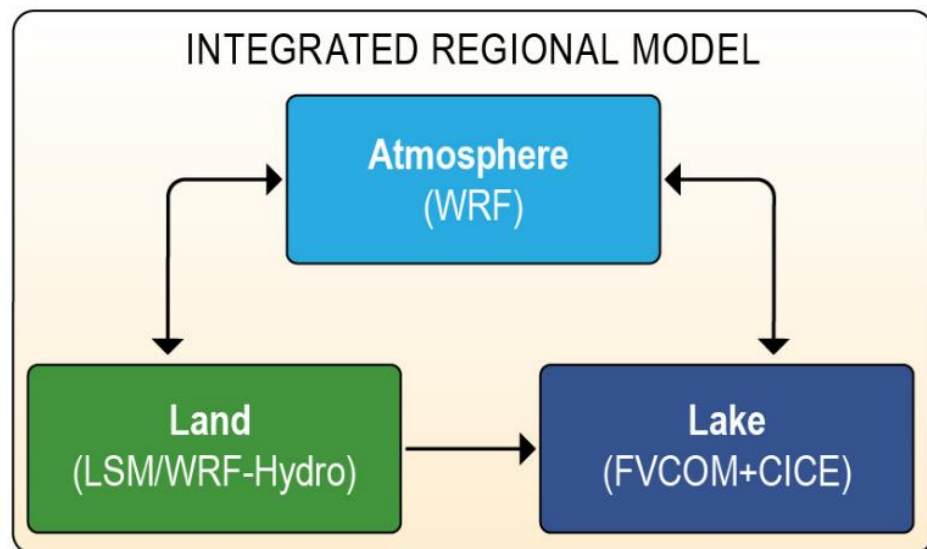 INTEGRATED REGIONAL MODEL
Atmosphere
(WRF)
Land
(LSM/WRF-Hydro)
Lake
(FVCOM+CICE)